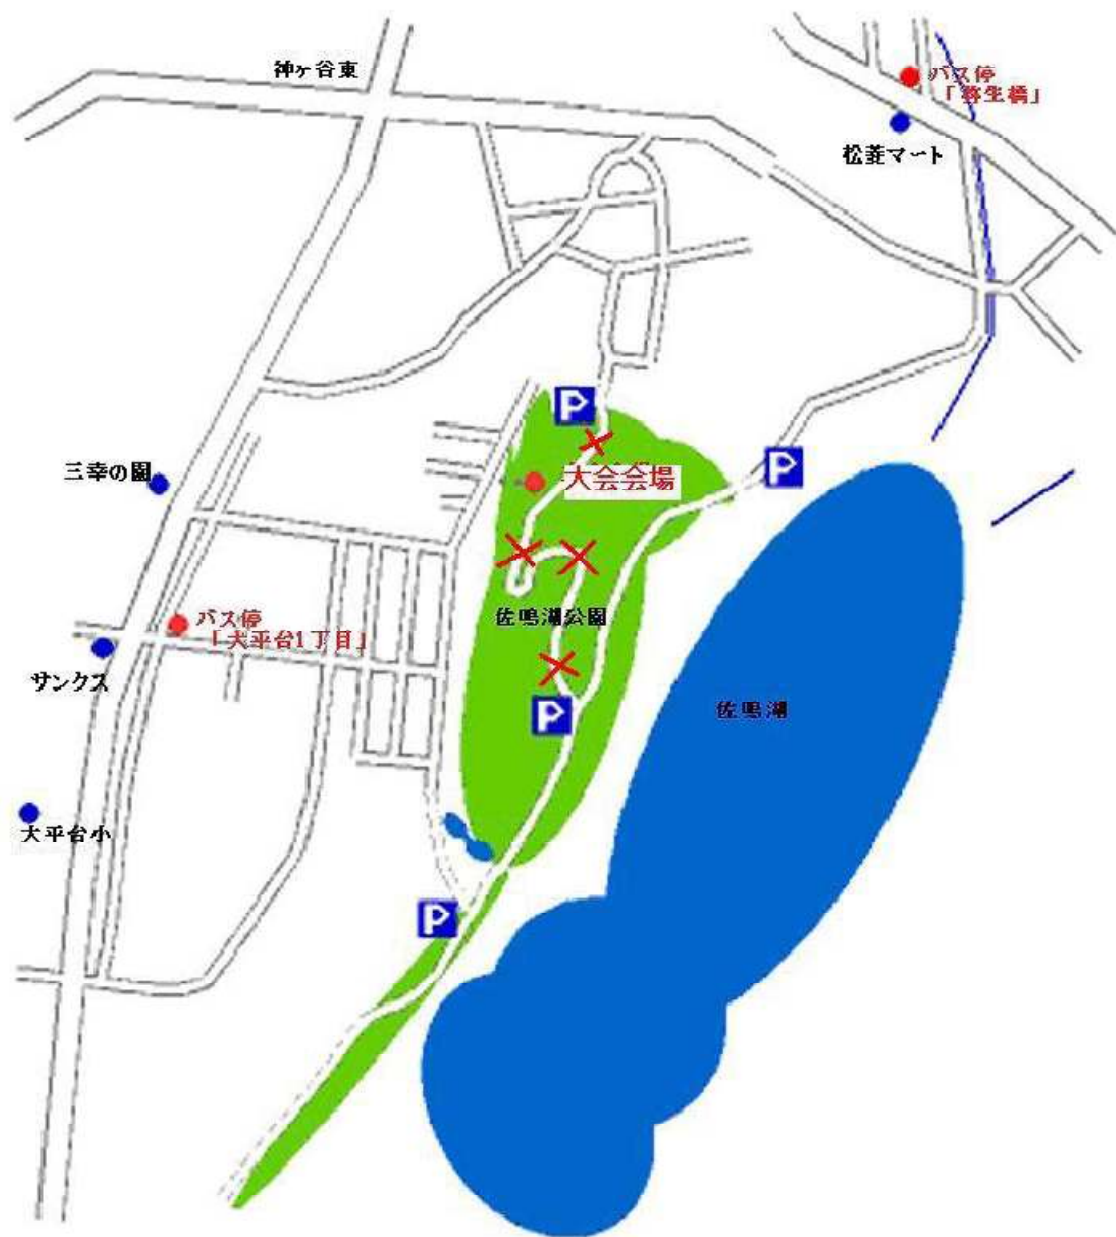 神ヶ谷東
バス停
「弥生橋」
松菱マート
P
P
三幸の園
大会会場
佐鳴湖公園
バス停
「大平台1丁目」
サンクス
P
佐鳴湖
大平台小
P